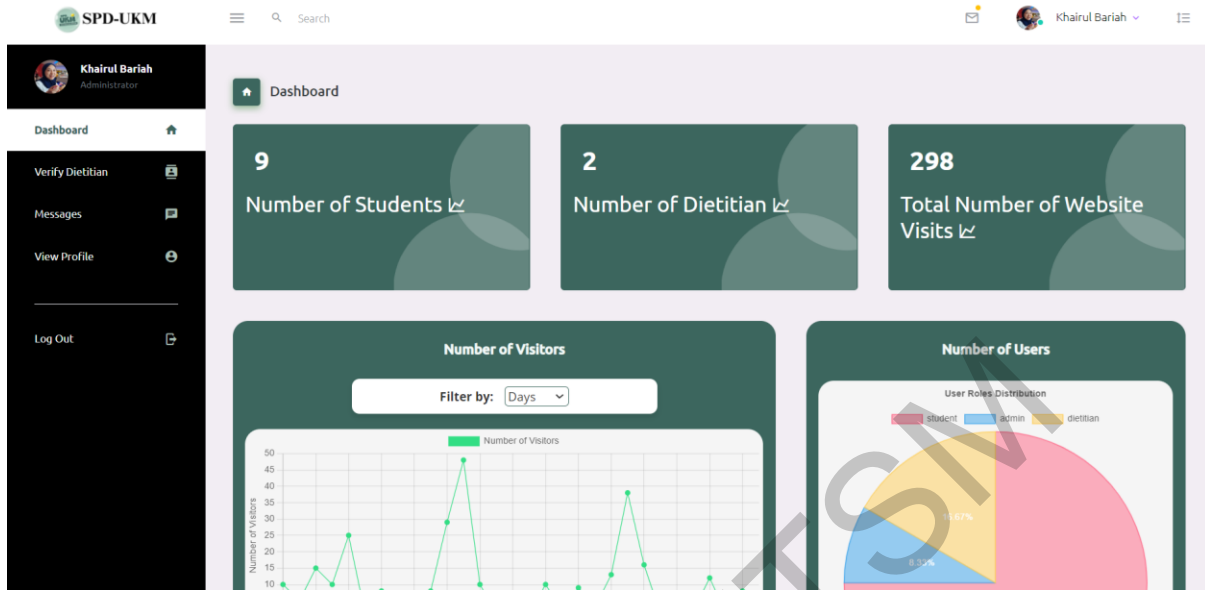 SPD-UKM
Search
Khairul Bariah
Khairul Bariah
Administrator
Dashboard
Verify Dietitian
Messages
View Profile
Log Out
Dashboard
9
Number of Students
2
Number of Dietitian
298
Total Number of Website
Visits
Number of Visitors
Filter by: Days
Number of Visitors
50
45
40
35
30
25
20
15
10
Number of Visitors
Number of Users
User Roles Distribution
student admin dietitian
16.67%
8.33%
TSM